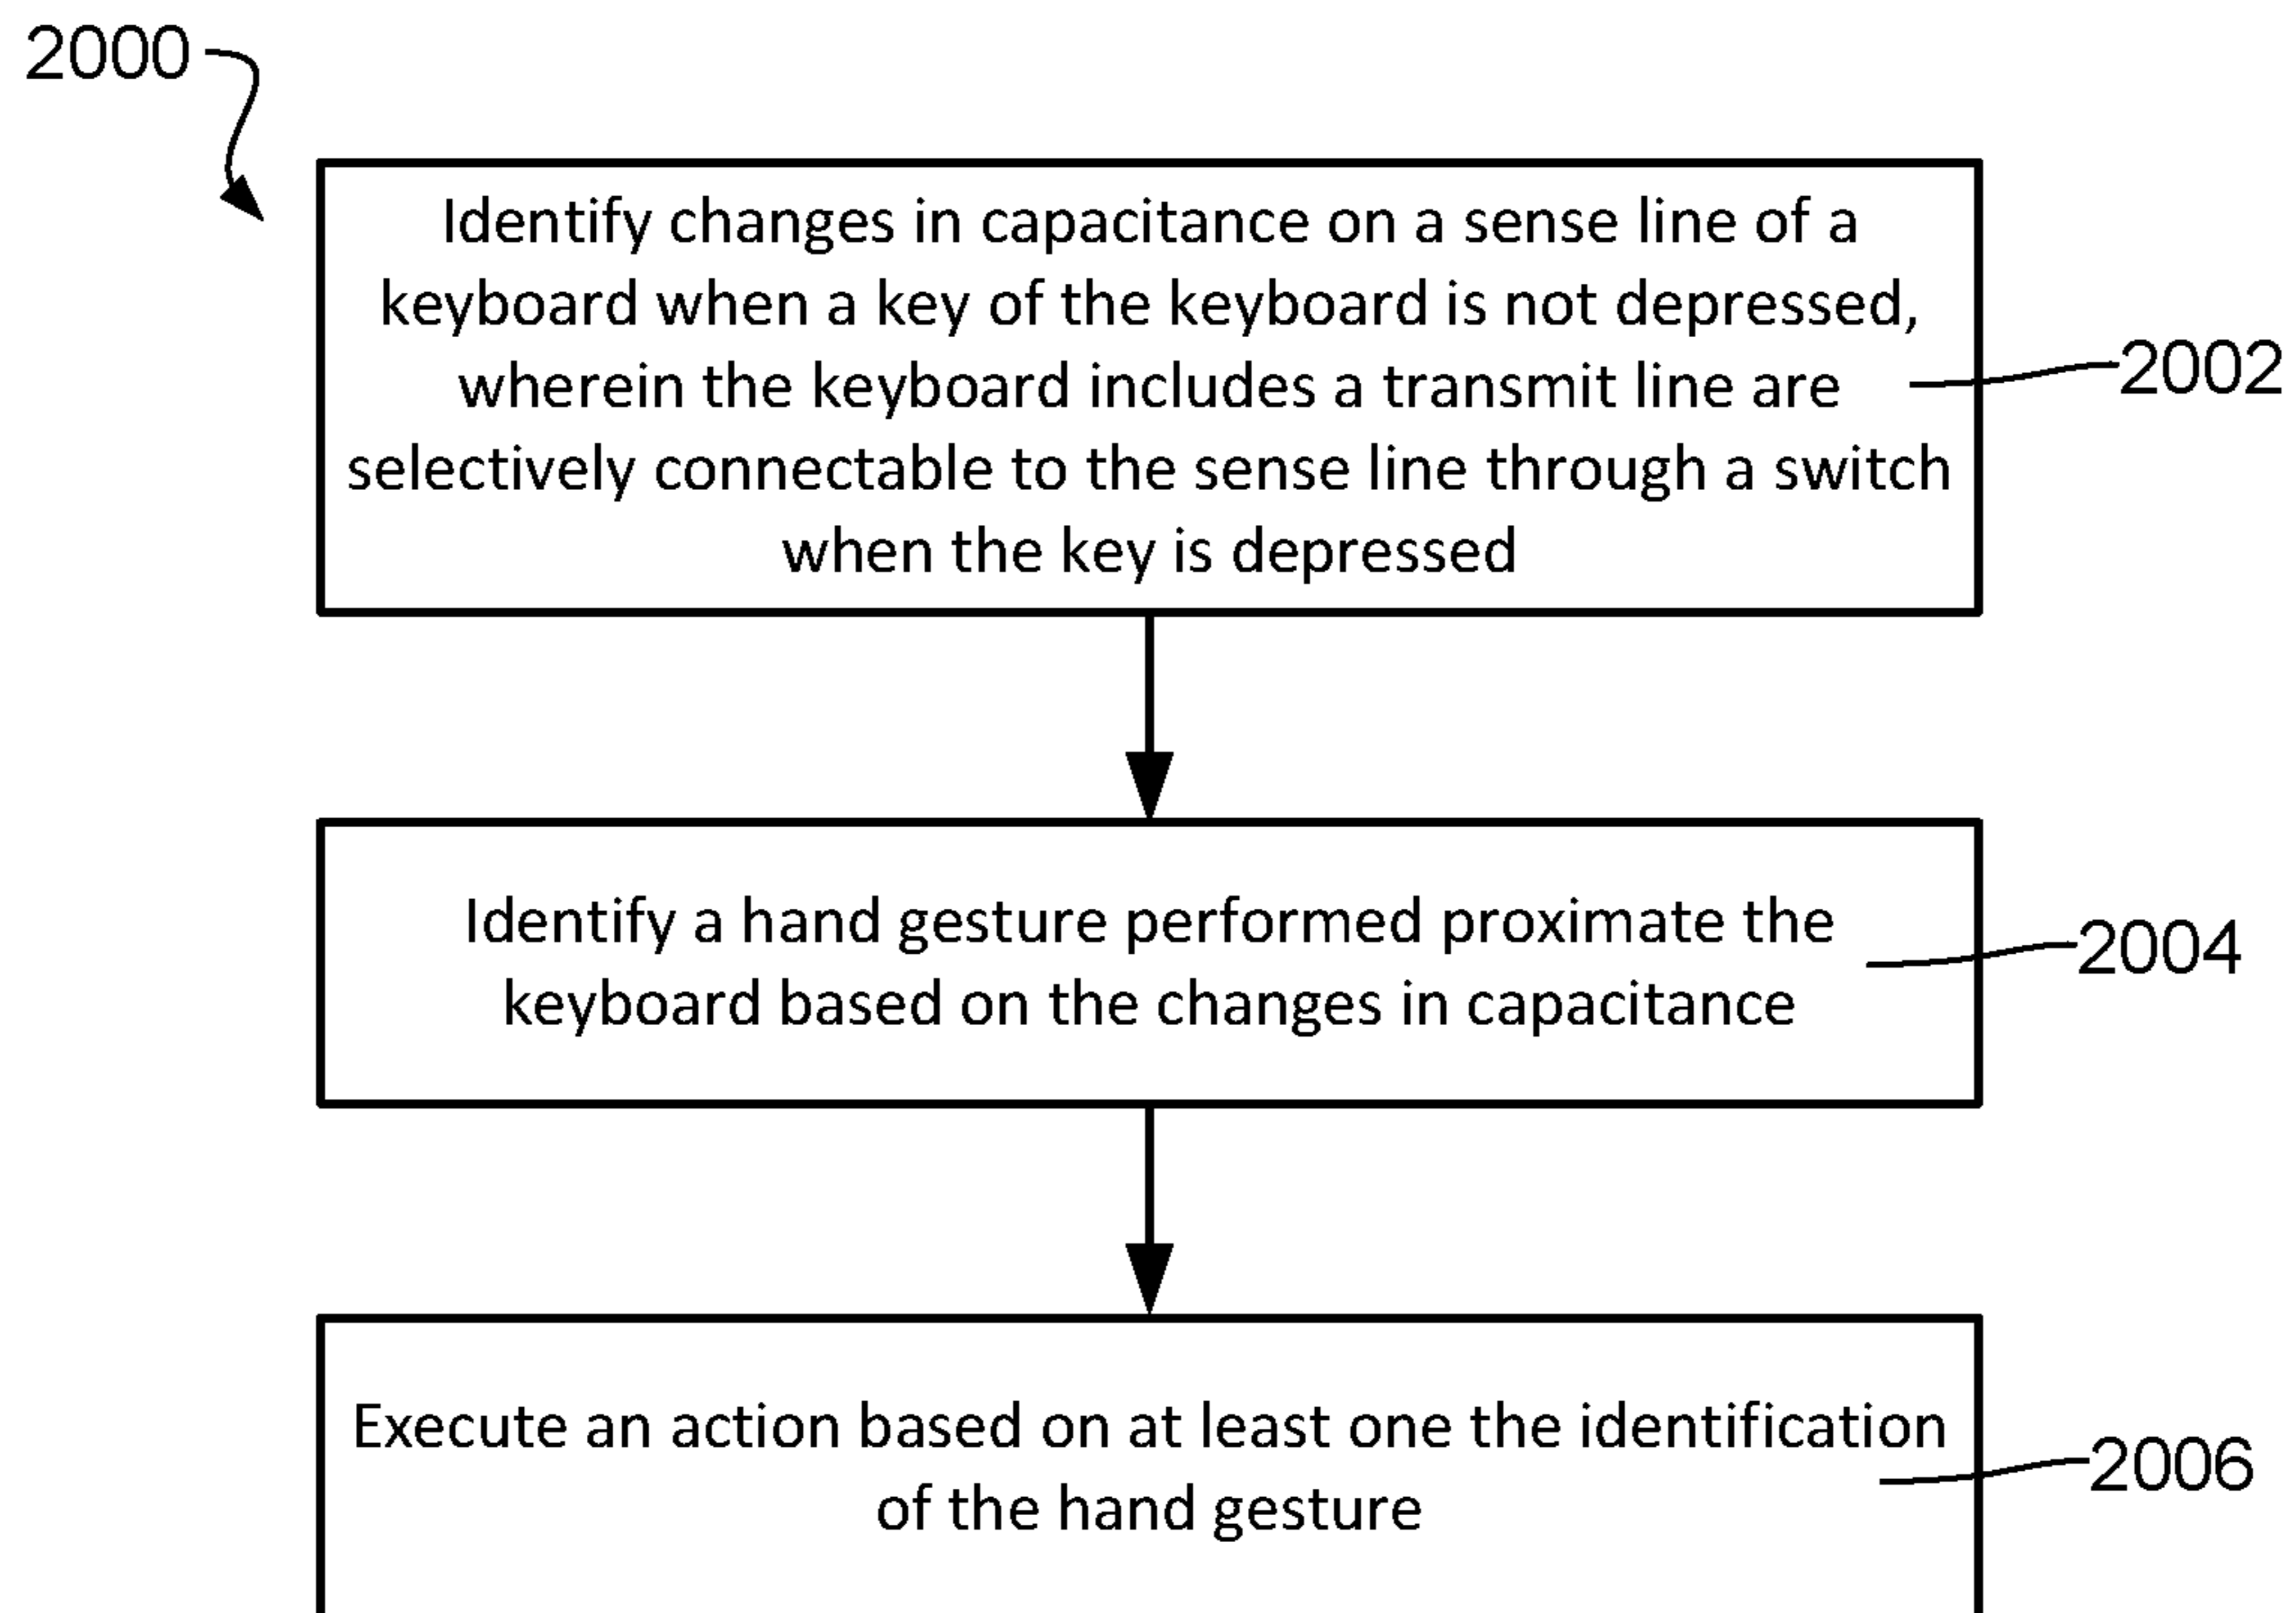 2000
Identify changes in capacitance on a sense line of a
keyboard when a key of the keyboard is not depressed,
wherein the keyboard includes a transmit line are
selectively connectable to the sense line through a switch
when the key is depressed
2002
Identify a hand gesture performed proximate the
keyboard based on the changes in capacitance
2004
Execute an action based on at least one the identification
of the hand gesture
2006